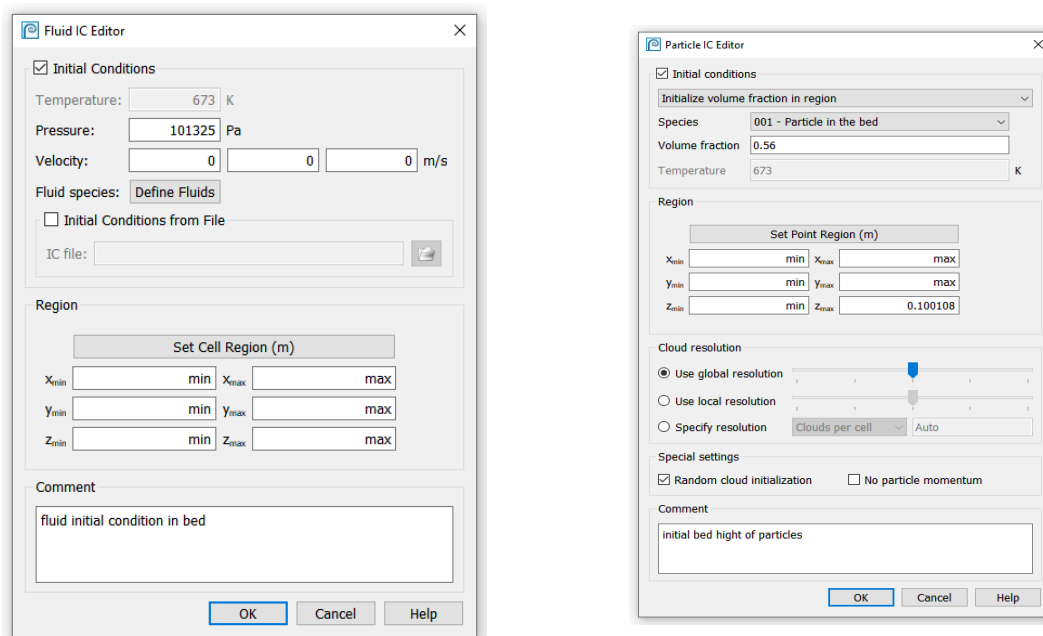 Fluid IC Editor
Initial Conditions
Temperature: 673 K
Pressure: 101325 Pa
Velocity: 0 0 0 m/s
Fluid species: Define Fluids
Initial Conditions from File
IC file:
Region
Set Cell Region (m)
xmin min xmax max
ymin min ymax max
zmin min zmax max
Comment
fluid initial condition in bed
OK Cancel Help
Particle IC Editor
Initial conditions
Initialize volume fraction in region
Species 001 - Particle in the bed
Volume fraction 0.56
Temperature 673 K
Region
Set Point Region (m)
xmin min xmax max
ymin min ymax max
zmin min zmax 0.100108
Cloud resolution
Use global resolution
Use local resolution
Specify resolution Clouds per cell Auto
Special settings
Random cloud initialization No particle momentum
Comment
initial bed hight of particles
OK Cancel Help